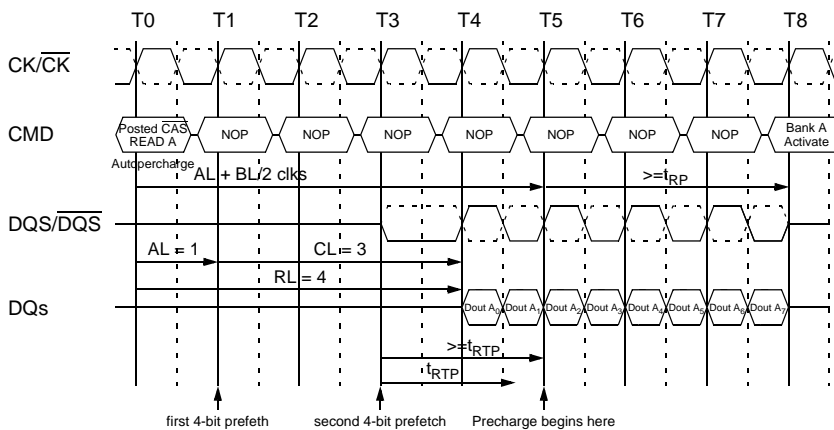 T0 T1 T2 T3 T4 T5 T6 T7 T8
CK/CK
CMD
Posted CAS
READ A
NOP NOP NOP NOP NOP NOP NOP
Bank A
Activate
Autopercharge
AL + BL/2 clks
>=tRP
DQS/DQS
AL = 1
CL = 3
RL = 4
DQs
Dout A0 Dout A1 Dout A2 Dout A3 Dout A4 Dout A5 Dout A6 Dout A7
>=tRTP
tRTP
first 4-bit prefeth
second 4-bit prefetch
Precharge begins here